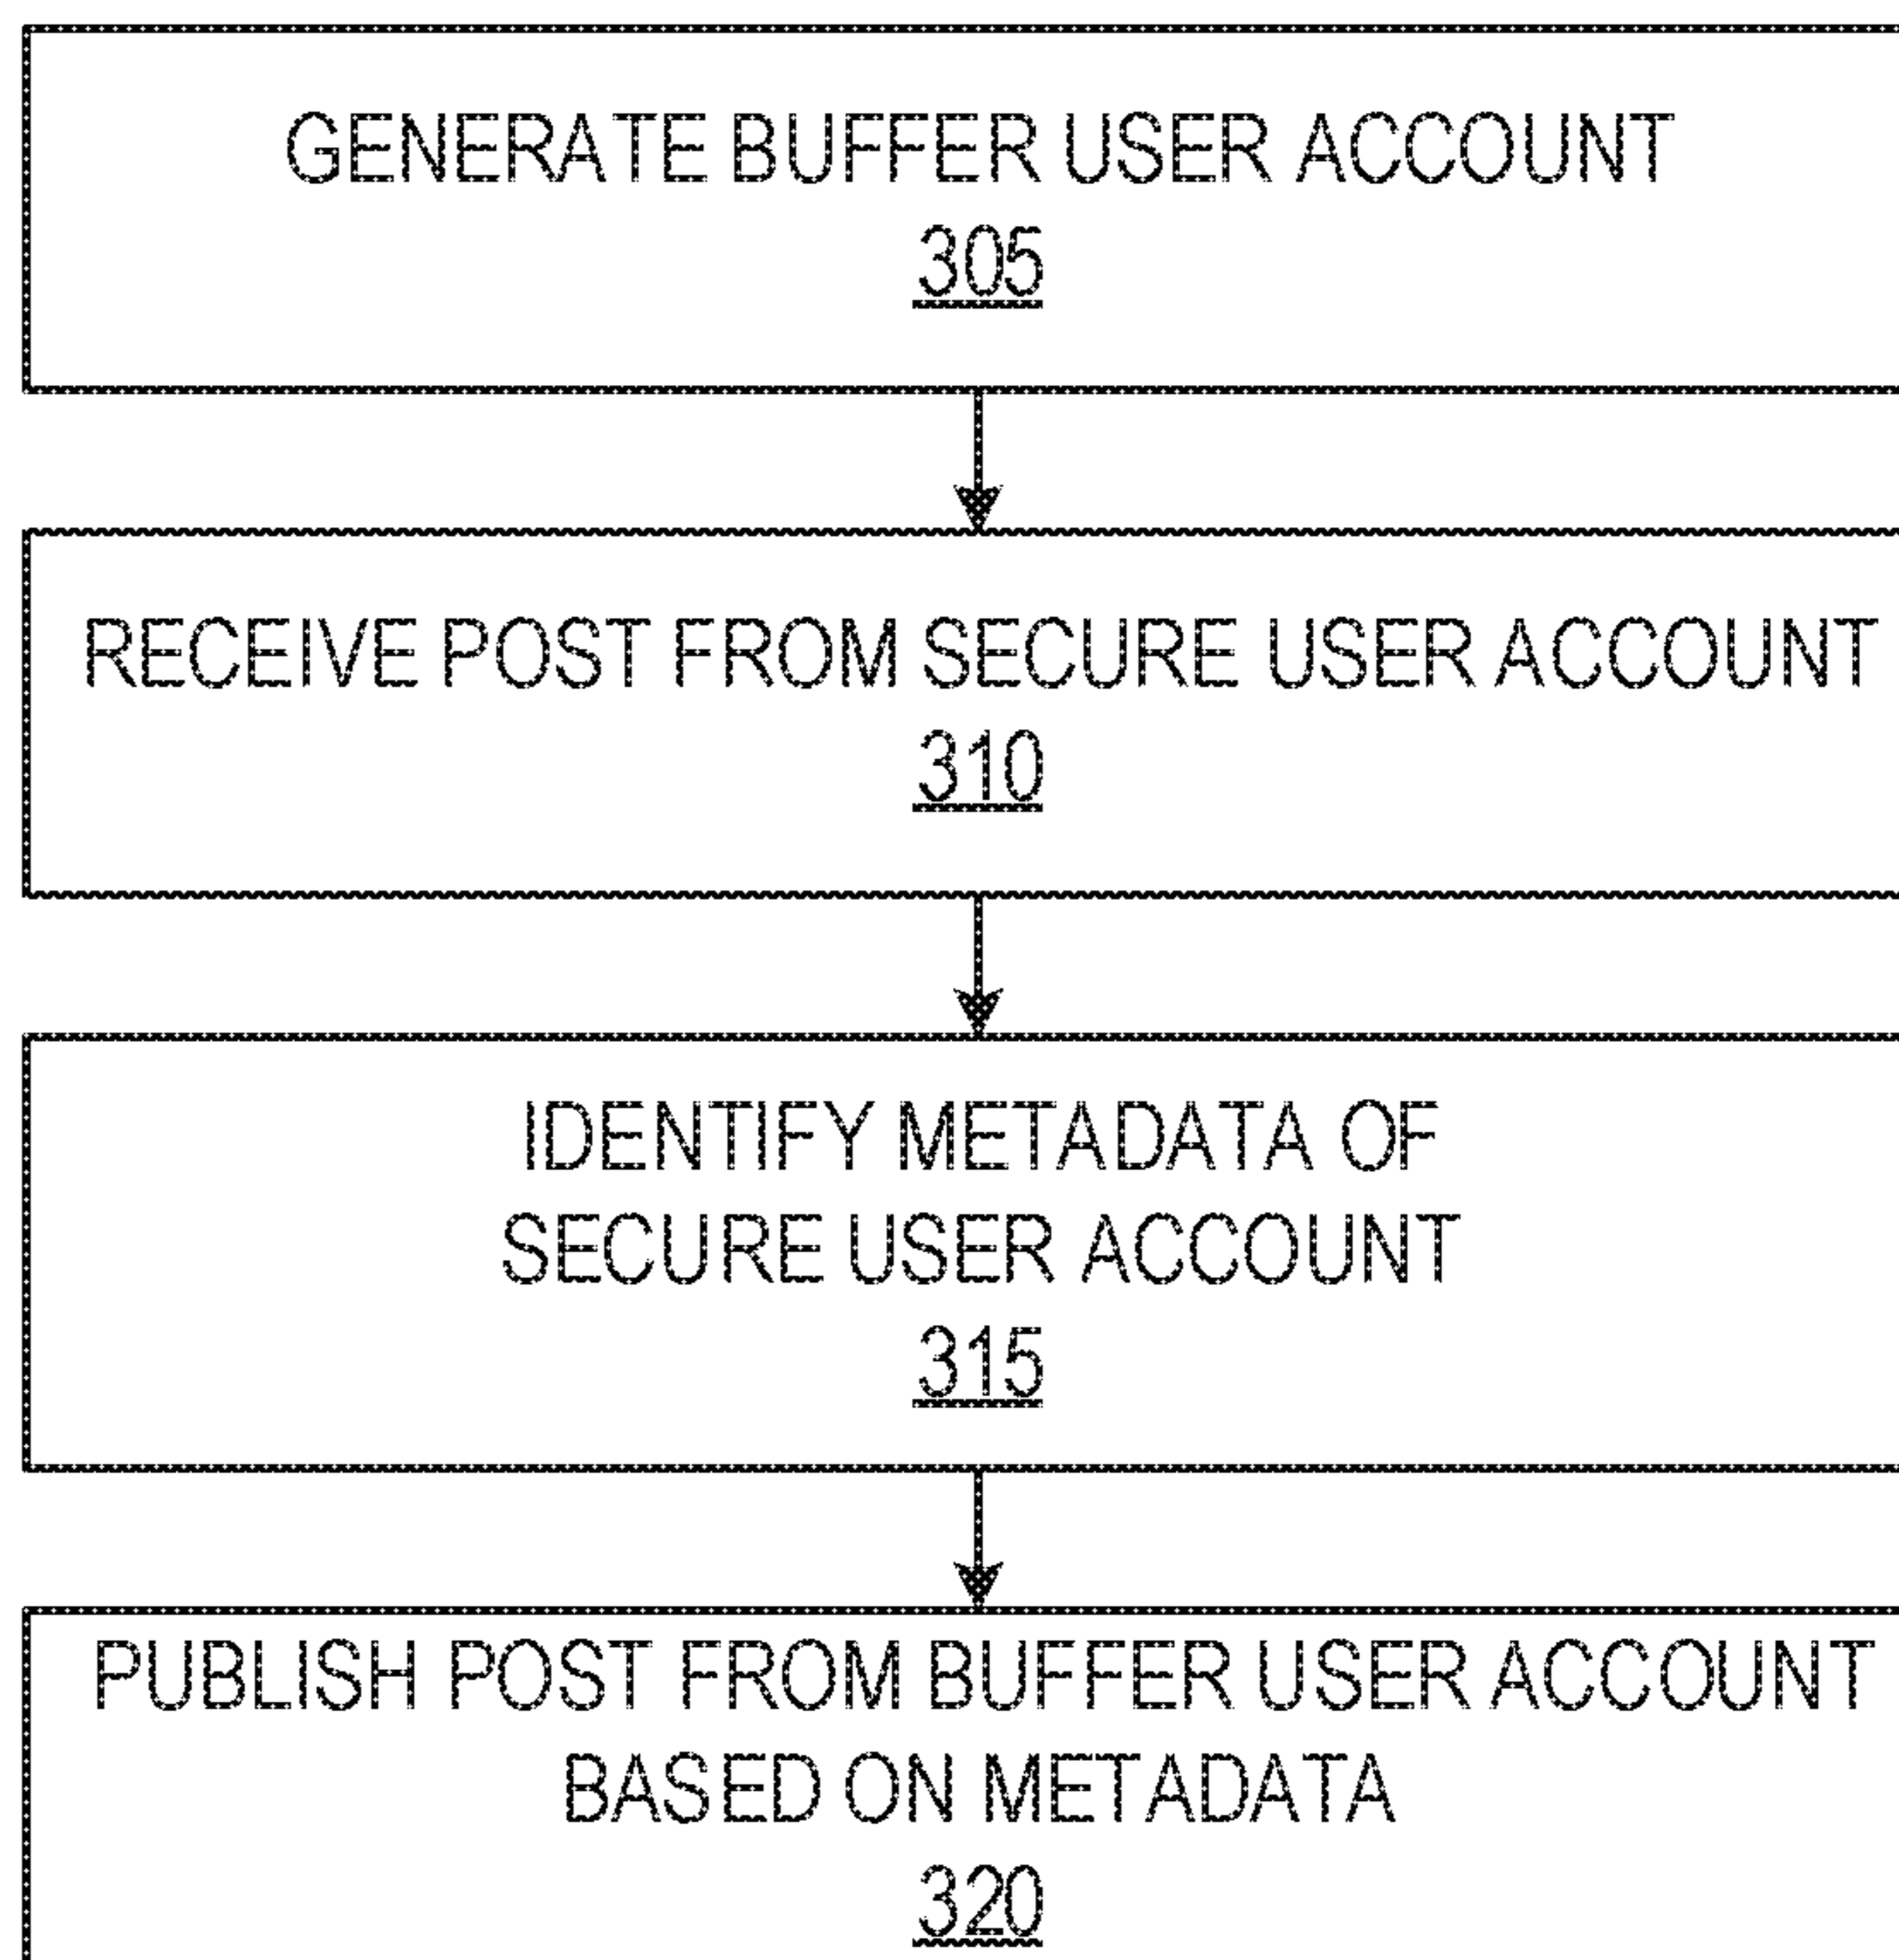 GENERATE BUFFER USER ACCOUNT
305
RECEIVE POST FROM SECURE USER ACCOUNT
310
IDENTIFY METADATA OF
SECURE USER ACCOUNT
315
PUBLISH POST FROM BUFFER USER ACCOUNT
BASED ON METADATA
320